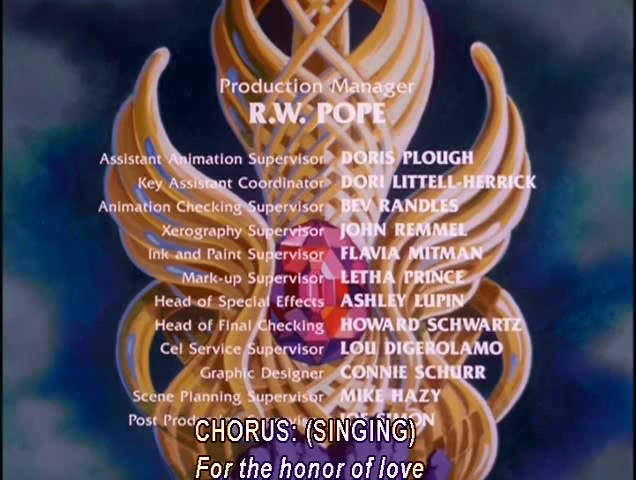 Production Manager
R.W. POPE
Assistant Animation Supervisor DORIS PLOUGH
Key Assistant Coordinator DORI LITTELL-HERRICK
Animation Checking Supervisor BEV RANDLES
Xerography Supervisor JOHN REMMEL
Ink and Paint Supervisor FLAVIA MITMAN
Mark-up Supervisor LETHA PRINCE
Head of Special Effects ASHLEY LUPIN
Head of Final Checking HOWARD SCHWARTZ
Cel Service Supervisor LOU DIGEROLAMO
Graphic Designer CONNIE SCHURR
Scene Planning Supervisor MIKE HAZY
Post SIMON
CHORUS: (SINGING)
For the honor of love